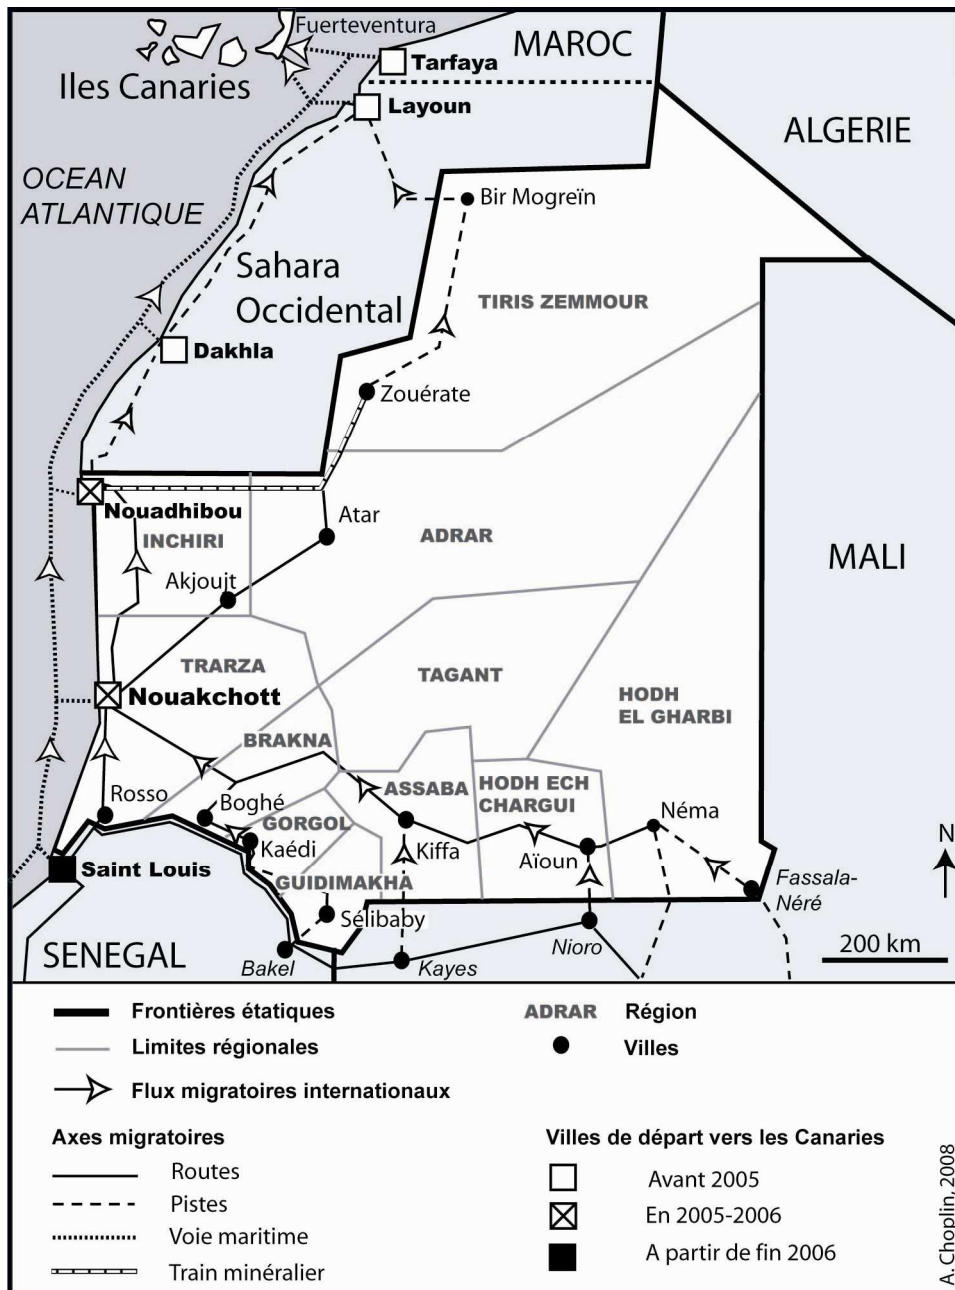 Fuerteventura
Iles Canaries
MAROC
Tarfaya
Layoun
ALGERIE
OCEAN
ATLANTIQUE
Bir Mogreïn
Sahara
Occidental
TIRIS ZEMMOUR
Dakhla
Zouérate
Nouadhibou
INCHIRI
Atar
ADRAR
MALI
Akjoujt
TRARZA
TAGANT
Nouakchott
HODH
EL GHARBI
BRAKNA
ASSABA
HODH ECH
CHARGUI
Rosso
Boghé
GORGOL
Kaédi
Kiffa
Aïoun
Néma
N
Saint Louis
GUIDIMAKHA
Fassala-
Néré
Sélibaby
SENEGAL
Bakel
Kayes
Nioro
200 km
Frontières étatiques
ADRAR Région
Limites régionales
Villes
Flux migratoires internationaux
Axes migratoires
Villes de départ vers les Canaries
Routes
Avant 2005
Pistes
En 2005-2006
Voie maritime
A partir de fin 2006
Train minéralier
A. Choplin, 2008